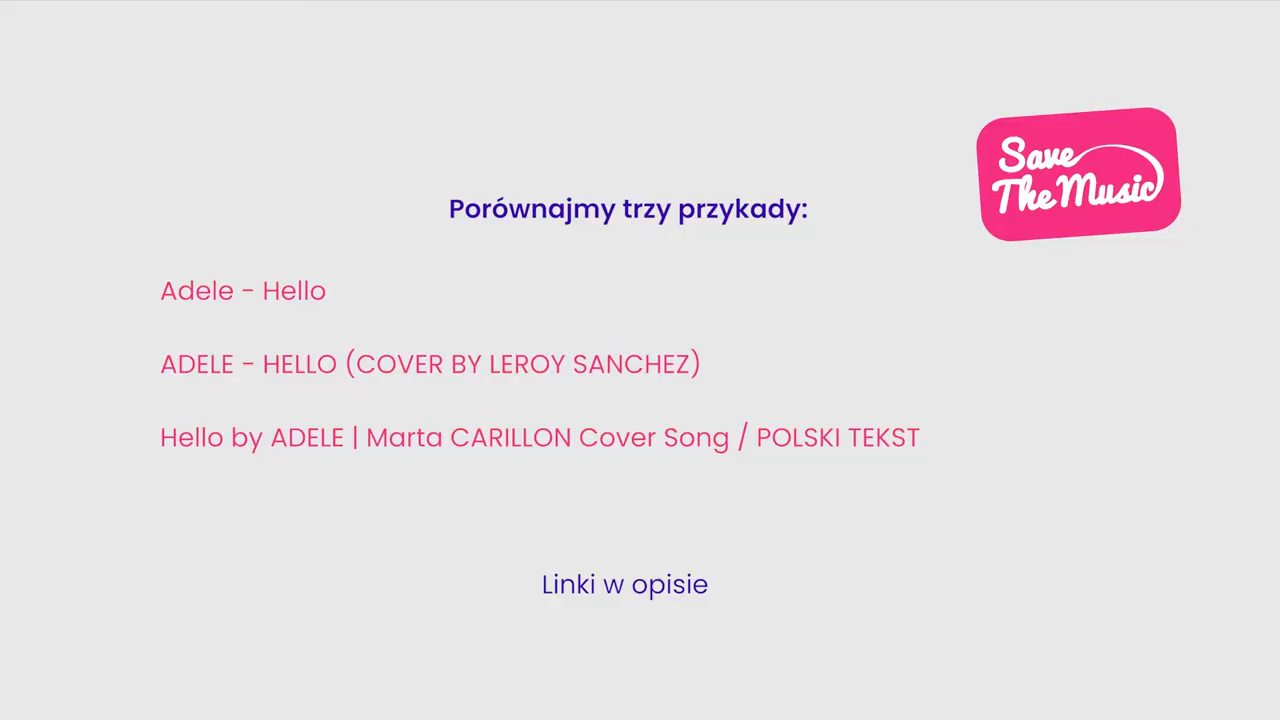 Save
The Music
Porównajmy trzy przykady:
Adele - Hello
ADELE - HELLO (COVER BY LEROY SANCHEZ)
Hello by ADELE | Marta CARILLON Cover Song / POLSKI TEKST
Linki w opisie